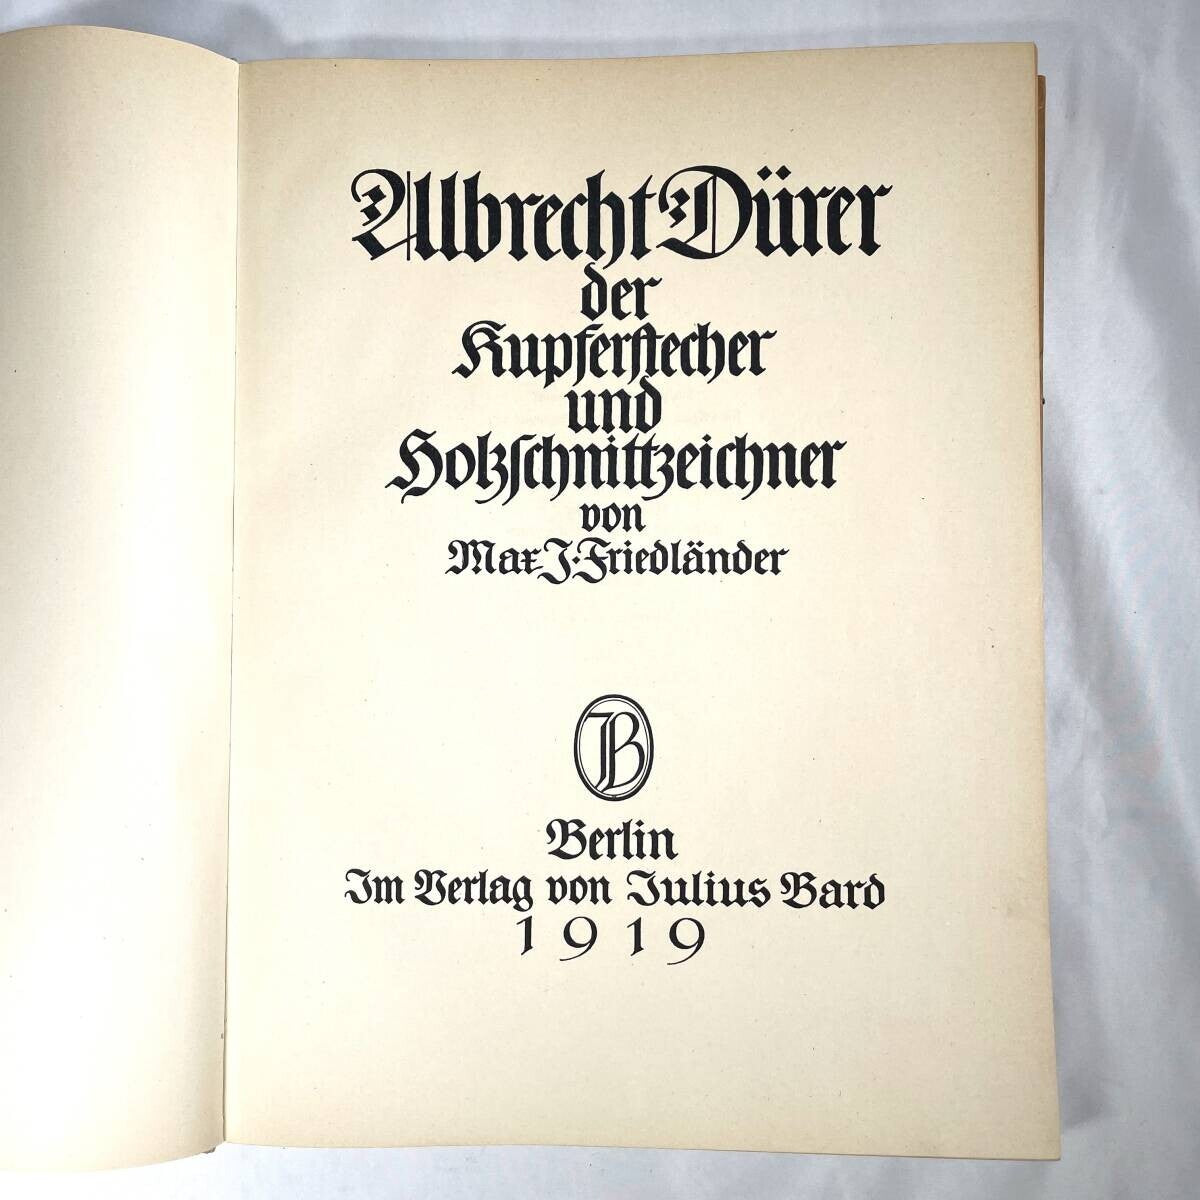 Albrecht Dürer
der
Kupferſtecher
und
Holzſchnittzeichner
von
Max J. Friedländer
JB
Berlin
Im Verlag von Julius Bard
1919